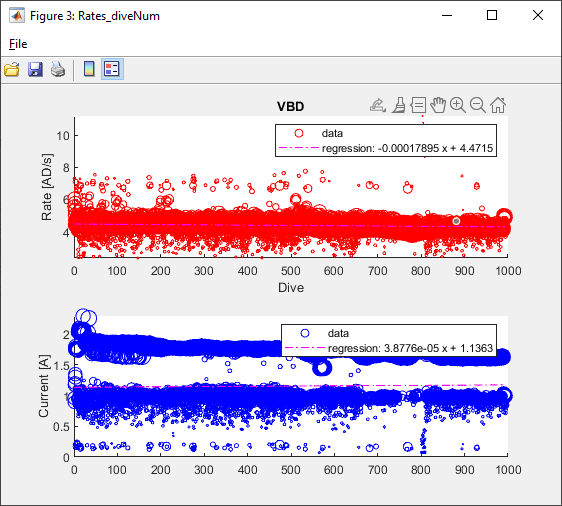 Figure 3: Rates_diveNum
File
VBD
data
regression: -0.00017895 x + 4.4715
Rate [AD/s]
10
8
6
4
0 100 200 300 400 500 600 700 800 900 1000
Dive
data
regression: 3.8776e-05 x + 1.1363
Current [A]
2
1.5
1
0.5
0
0 100 200 300 400 500 600 700 800 900 1000